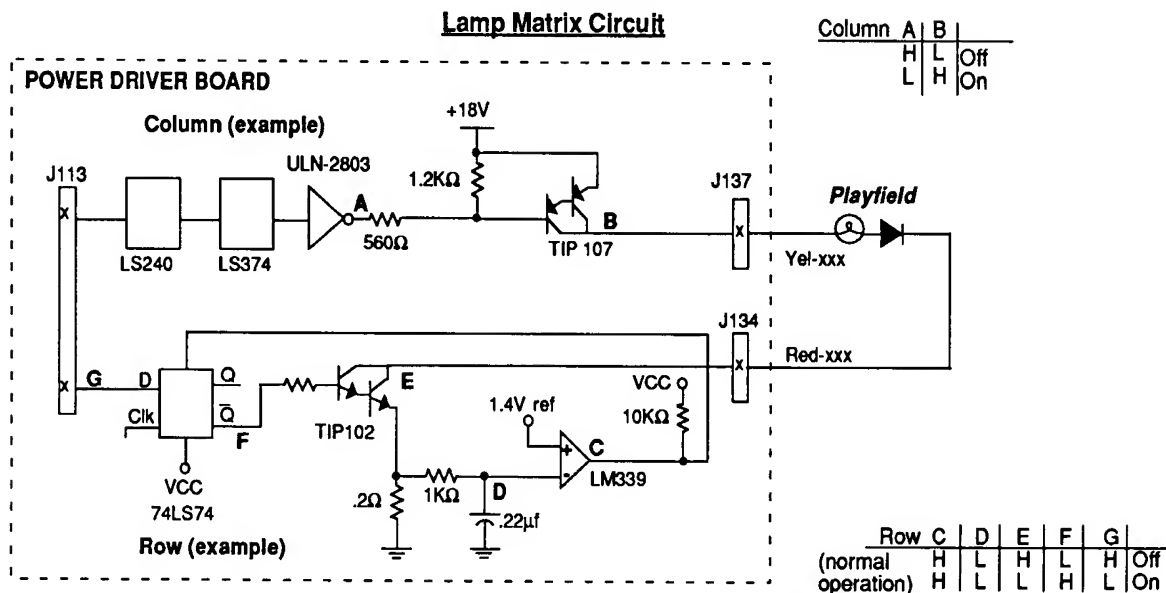 Lamp Matrix Circuit
Column A B
H L Off
L H On
POWER DRIVER BOARD
Column (example)
+18V
ULN-2803
J113
1.2KΩ
J137
Playfield
A
B
x
x
560Ω
TIP 107
LS240
LS374
Yel-xxx
J134
x
Red-xxx
G
D
Q
E
VCC
x
1.4V ref
10KΩ
Clk
Q̅
F
TIP102
+
C
-
LM339
VCC
.2Ω
1KΩ
D
74LS74
.22µf
Row (example)
Row C D E F G
(normal H L H L H Off
operation) H L L H L On